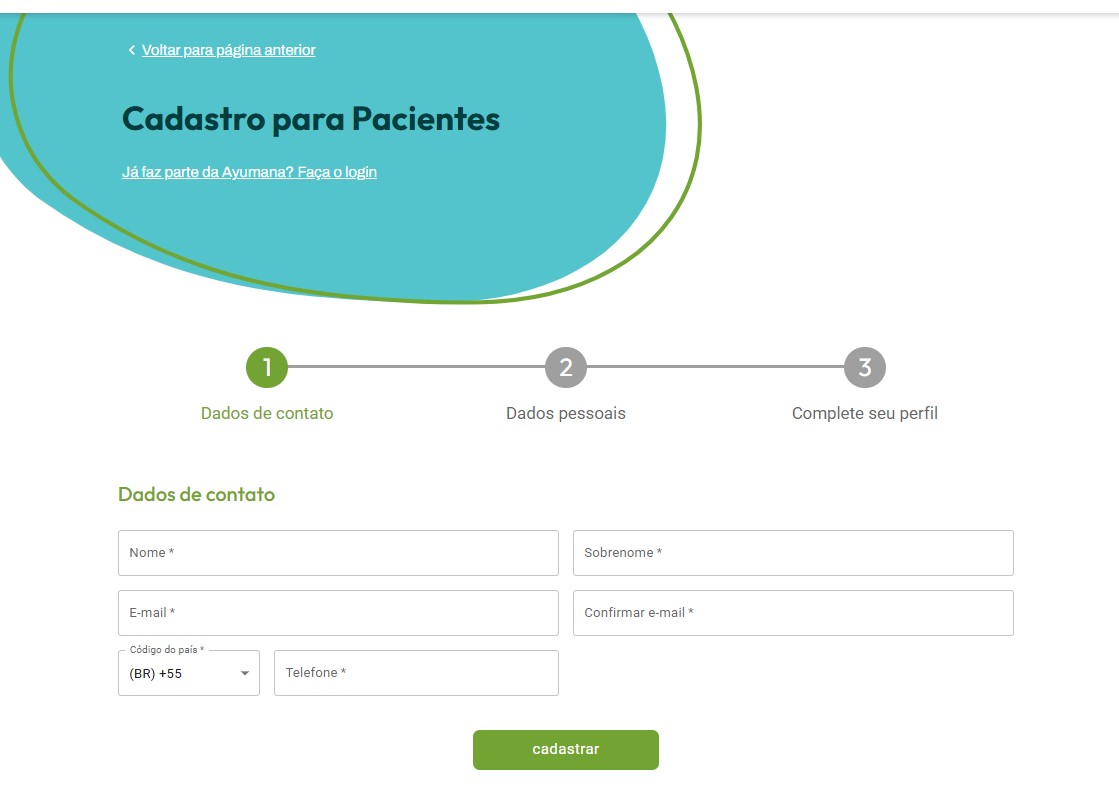 Voltar para página anterior
Cadastro para Pacientes
Já faz parte da Ayumana? Faça o login
1 2 3
Dados de contato Dados pessoais Complete seu perfil
Dados de contato
Nome * Sobrenome *
E-mail * Confirmar e-mail *
Código do país *
(BR) +55 Telefone *
cadastrar